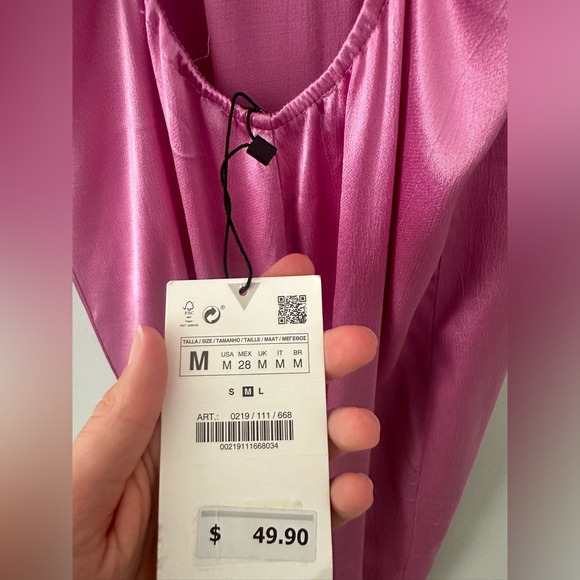 FSC
TALLA / SIZE / TAMANHO / TAILLE / MAAT / ΜΕΓΕΘΟΣ
M USA MEX UK IT BR
M 28 M M M
S M L
ART.: 0219 / 111 / 668
00219111668034
$ 49.90